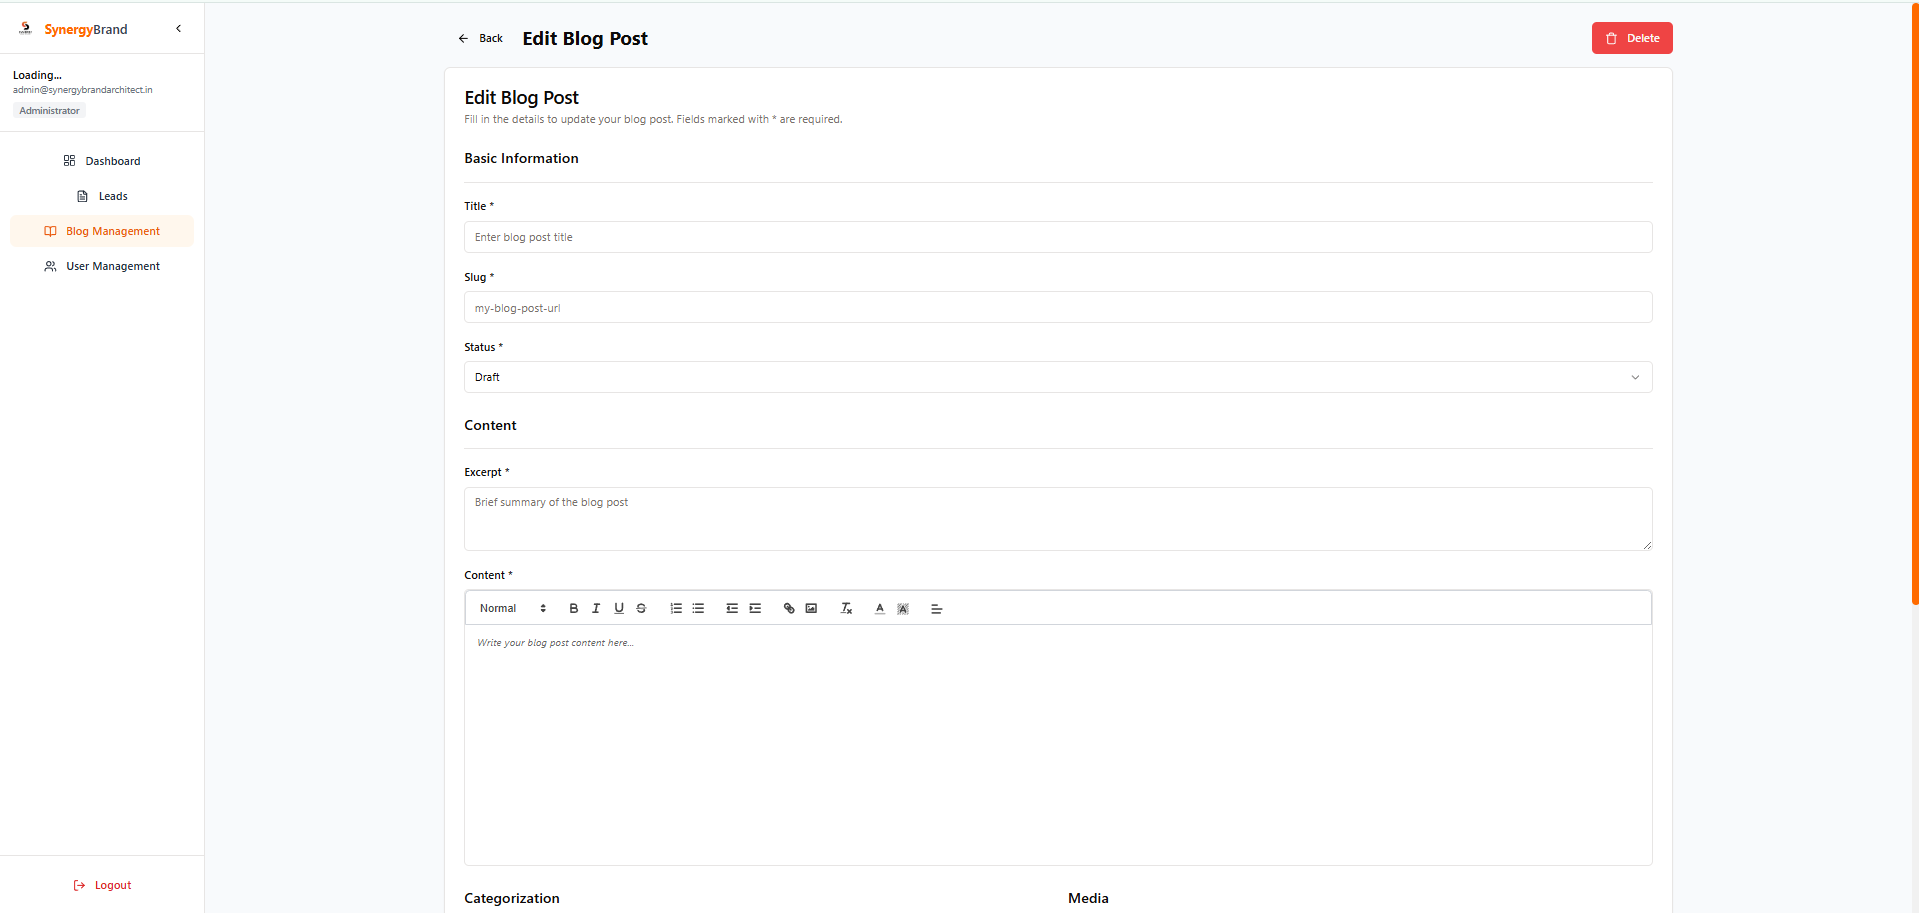 SynergyBrand
Loading...
admin@synergybrandarchitect.in
Administrator
Dashboard
Leads
Blog Management
User Management
Logout
Back
Edit Blog Post
Delete
Edit Blog Post
Fill in the details to update your blog post. Fields marked with * are required.
Basic Information
Title *
Enter blog post title
Slug *
my-blog-post-url
Status *
Draft
Content
Excerpt *
Brief summary of the blog post
Content *
Normal
Write your blog post content here...
Categorization
Media